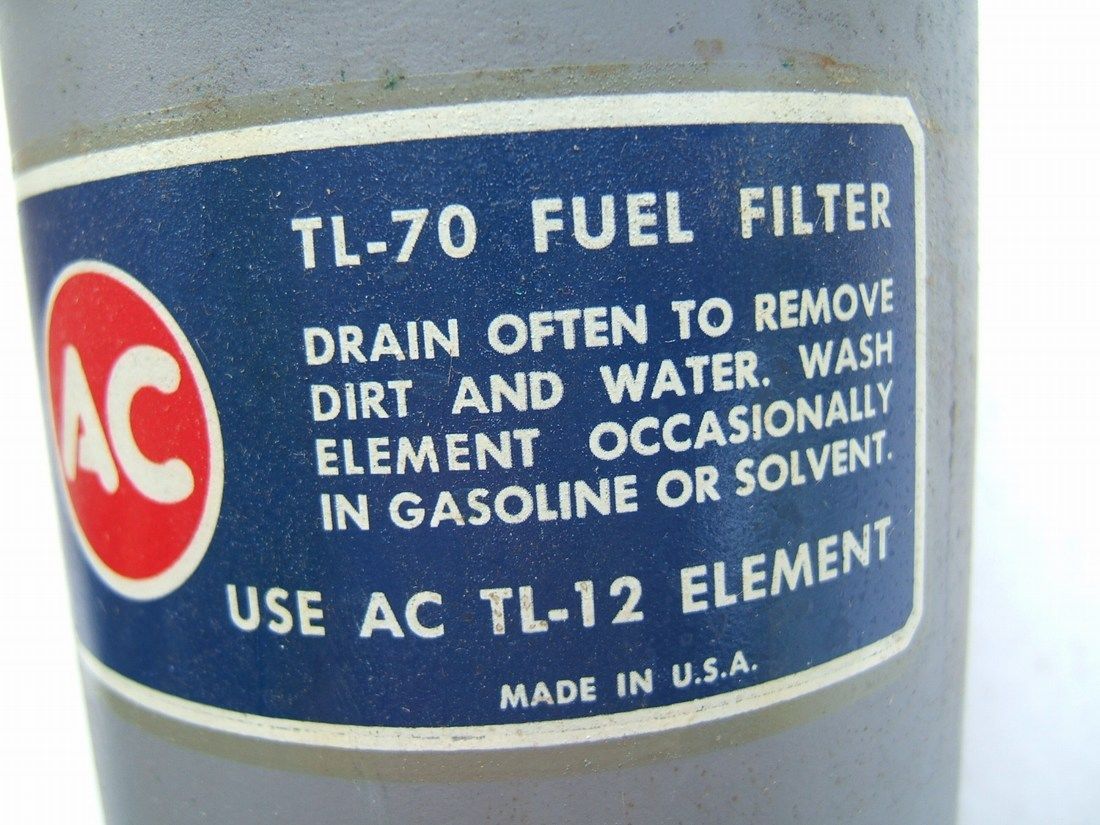 AC
TL-70 FUEL FILTER
DRAIN OFTEN TO REMOVE
DIRT AND WATER. WASH
ELEMENT OCCASIONALLY
IN GASOLINE OR SOLVENT.
USE AC TL-12 ELEMENT
MADE IN U.S.A.